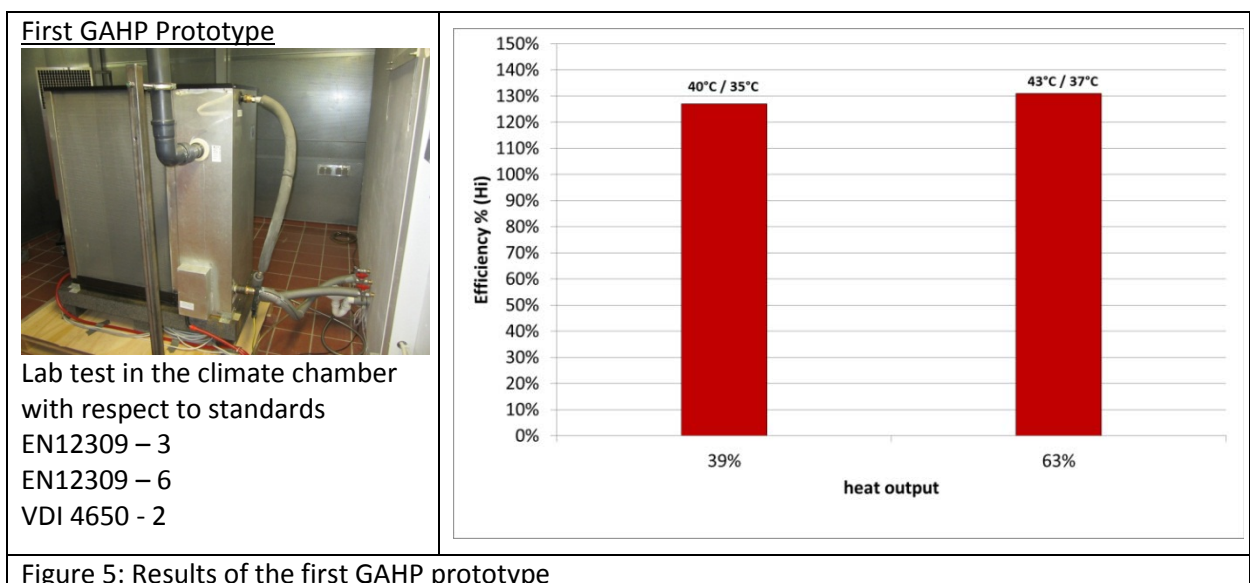 First GAHP Prototype
Lab test in the climate chamber
with respect to standards
EN12309 – 3
EN12309 – 6
VDI 4650 - 2
150%
140%
130%
120%
110%
100%
90%
80%
70%
60%
50%
40%
30%
20%
10%
0%
Efficiency % (Hi)
40°C / 35°C
43°C / 37°C
39%
63%
heat output
Figure 5: Results of the first GAHP prototype